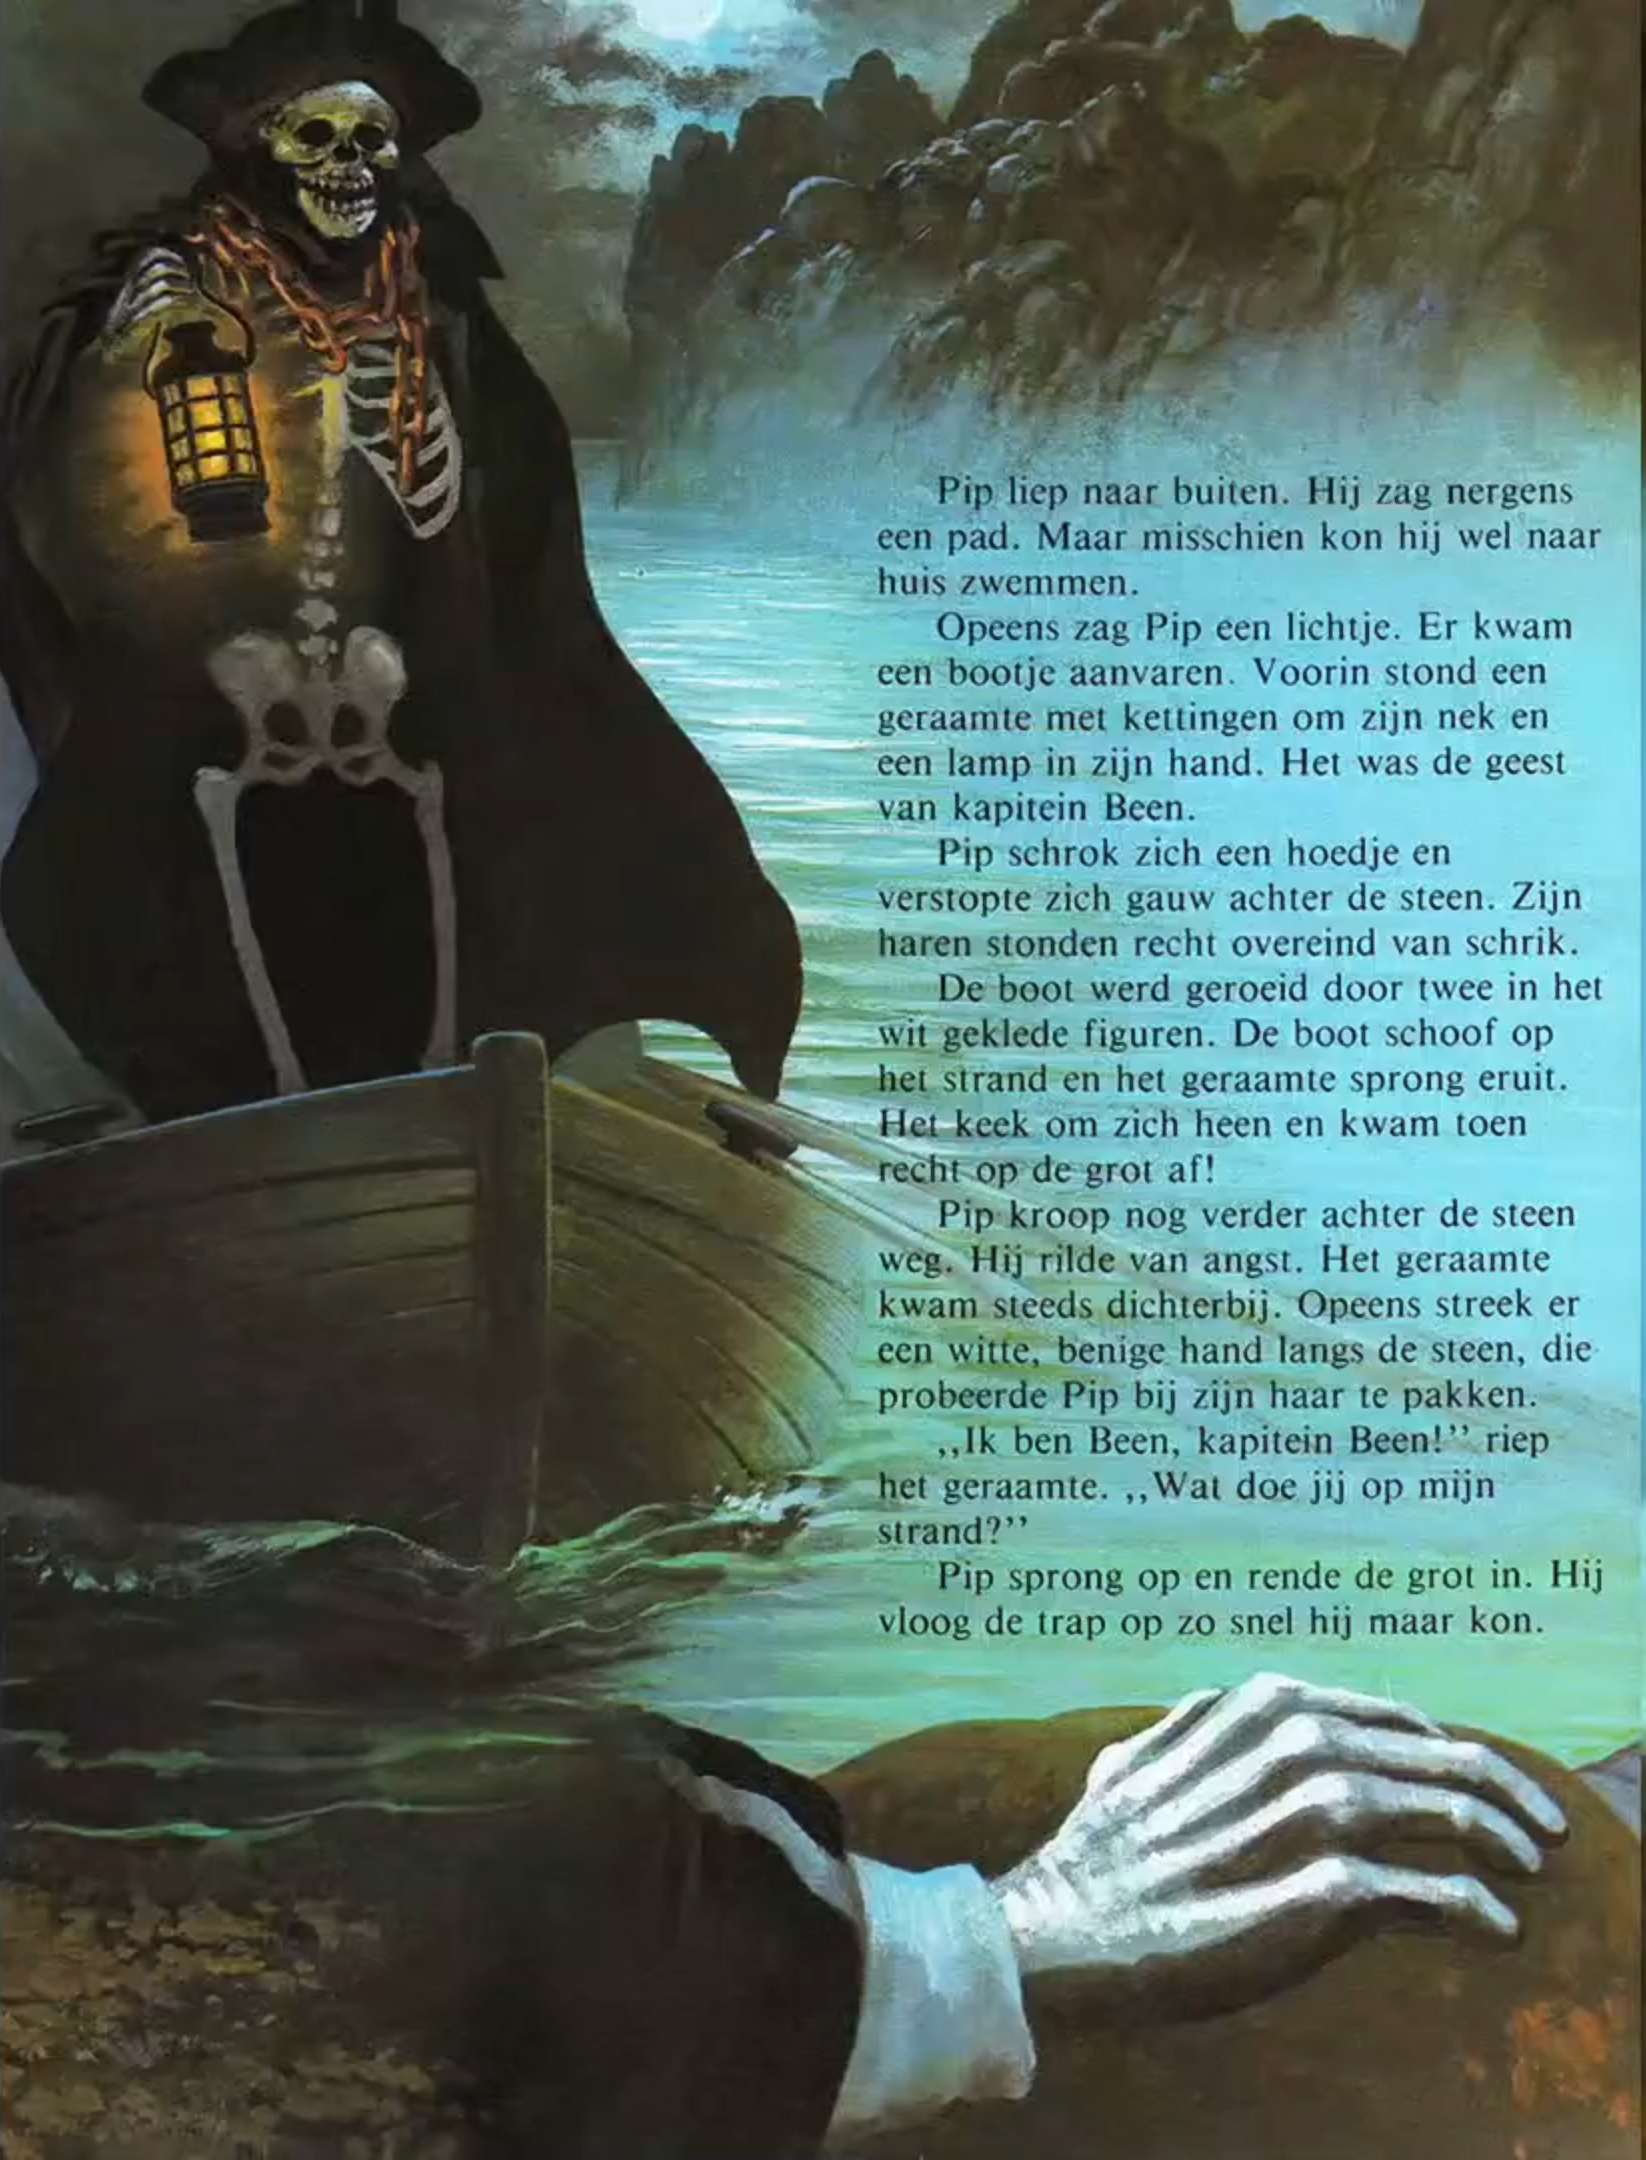 Pip liep naar buiten. Hij zag nergens
een pad. Maar misschien kon hij wel naar
huis zwemmen.
Opeens zag Pip een lichtje. Er kwam
een bootje aanvaren. Voorin stond een
geraamte met kettingen om zijn nek en
een lamp in zijn hand. Het was de geest
van kapitein Been.
Pip schrok zich een hoedje en
verstopte zich gauw achter de steen. Zijn
haren stonden recht overeind van schrik.
De boot werd geroeid door twee in het
wit geklede figuren. De boot schoof op
het strand en het geraamte sprong eruit.
Het keek om zich heen en kwam toen
recht op de grot af!
Pip kroop nog verder achter de steen
weg. Hij rilde van angst. Het geraamte
kwam steeds dichterbij. Opeens streek er
een witte, benige hand langs de steen, die
probeerde Pip bij zijn haar te pakken.
,,Ik ben Been, kapitein Been!’’ riep
het geraamte. ,,Wat doe jij op mijn
strand?’’
Pip sprong op en rende de grot in. Hij
vloog de trap op zo snel hij maar kon.